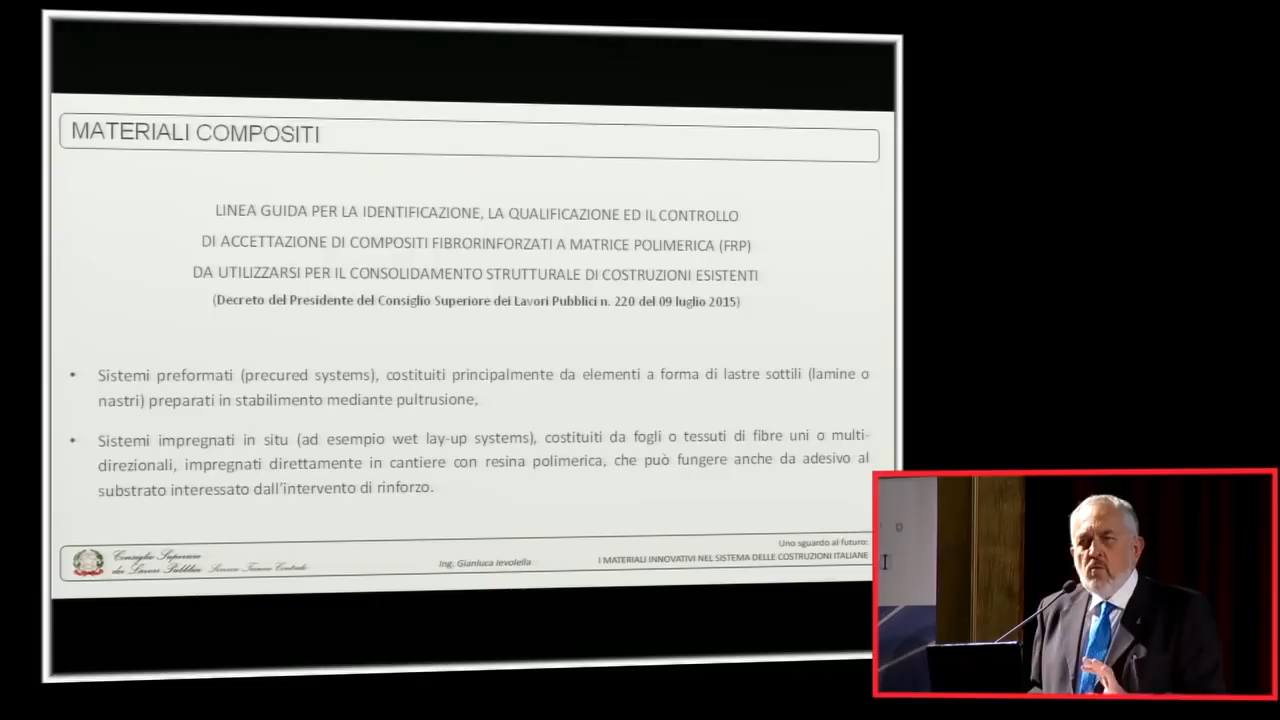 MATERIALI COMPOSITI
LINEA GUIDA PER LA IDENTIFICAZIONE, LA QUALIFICAZIONE ED IL CONTROLLO
DI ACCETTAZIONE DI COMPOSITI FIBRORINFORZATI A MATRICE POLIMERICA (FRP)
DA UTILIZZARSI PER IL CONSOLIDAMENTO STRUTTURALE DI COSTRUZIONI ESISTENTI
(Decreto del Presidente del Consiglio Superiore dei Lavori Pubblici n. 220 del 09 luglio 2015)
• Sistemi preformati (precured systems), costituiti principalmente da elementi a forma di lastre sottili (lamine o
nastri) preparati in stabilimento mediante pultrusione,
• Sistemi impregnati in situ (ad esempio wet lay-up systems), costituiti da fogli o tessuti di fibre uni o multi-
direzionali, impregnati direttamente in cantiere con resina polimerica, che può fungere anche da adesivo al
substrato interessato dall'intervento di rinforzo.
Consiglio Superiore
dei Lavori Pubblici Servizio Tecnico Centrale
Ing. Gianluca Ievolella
Uno sguardo al futuro:
I MATERIALI INNOVATIVI NEL SISTEMA DELLE COSTRUZIONI ITALIANE